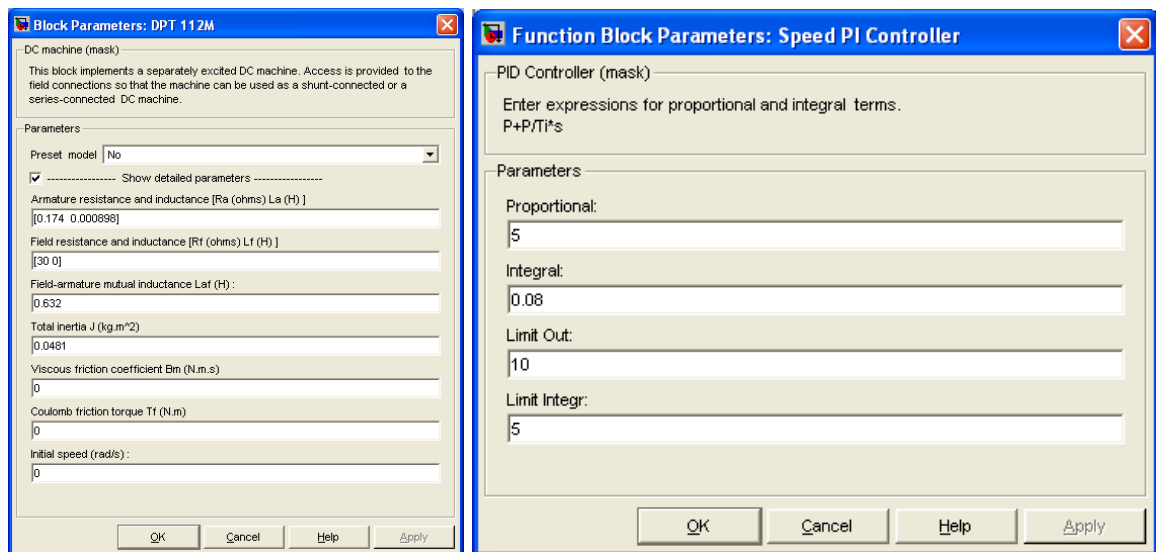 Block Parameters: DPT 112M
DC machine (mask)
This block implements a separately excited DC machine. Access is provided to the
field connections so that the machine can be used as a shunt-connected or a
series-connected DC machine.
Parameters
Preset model No
----------------- Show detailed parameters -----------------
Armature resistance and inductance [Ra (ohms) La (H) ]
[0.174 0.000898]
Field resistance and inductance [Rf (ohms) Lf (H) ]
[30 0]
Field-armature mutual inductance Laf (H) :
0.632
Total inertia J (kg.m^2)
0.0481
Viscous friction coefficient Bm (N.m.s)
0
Coulomb friction torque Tf (N.m)
0
Initial speed (rad/s) :
0
OK Cancel Help Apply
Function Block Parameters: Speed PI Controller
PID Controller (mask)
Enter expressions for proportional and integral terms.
P+P/Ti*s
Parameters
Proportional:
5
Integral:
0.08
Limit Out:
10
Limit Integr:
5
OK Cancel Help Apply